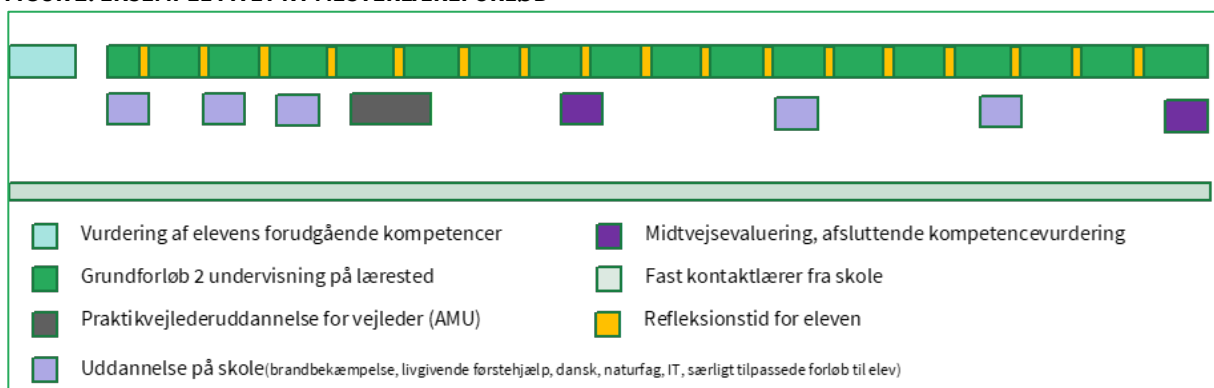 Vurdering af elevens forudgående kompetencer
Midtvejsevaluering, afsluttende kompetencevurdering
Grundforløb 2 undervisning på lærested
Fast kontaktlærer fra skole
Praktikvejlederuddannelse for vejleder (AMU)
Refleksionstid for eleven
Uddannelse på skole(brandbekæmpelse, livgivende førstehjælp, dansk, naturfag, IT, særligt tilpassede forløb til elev)